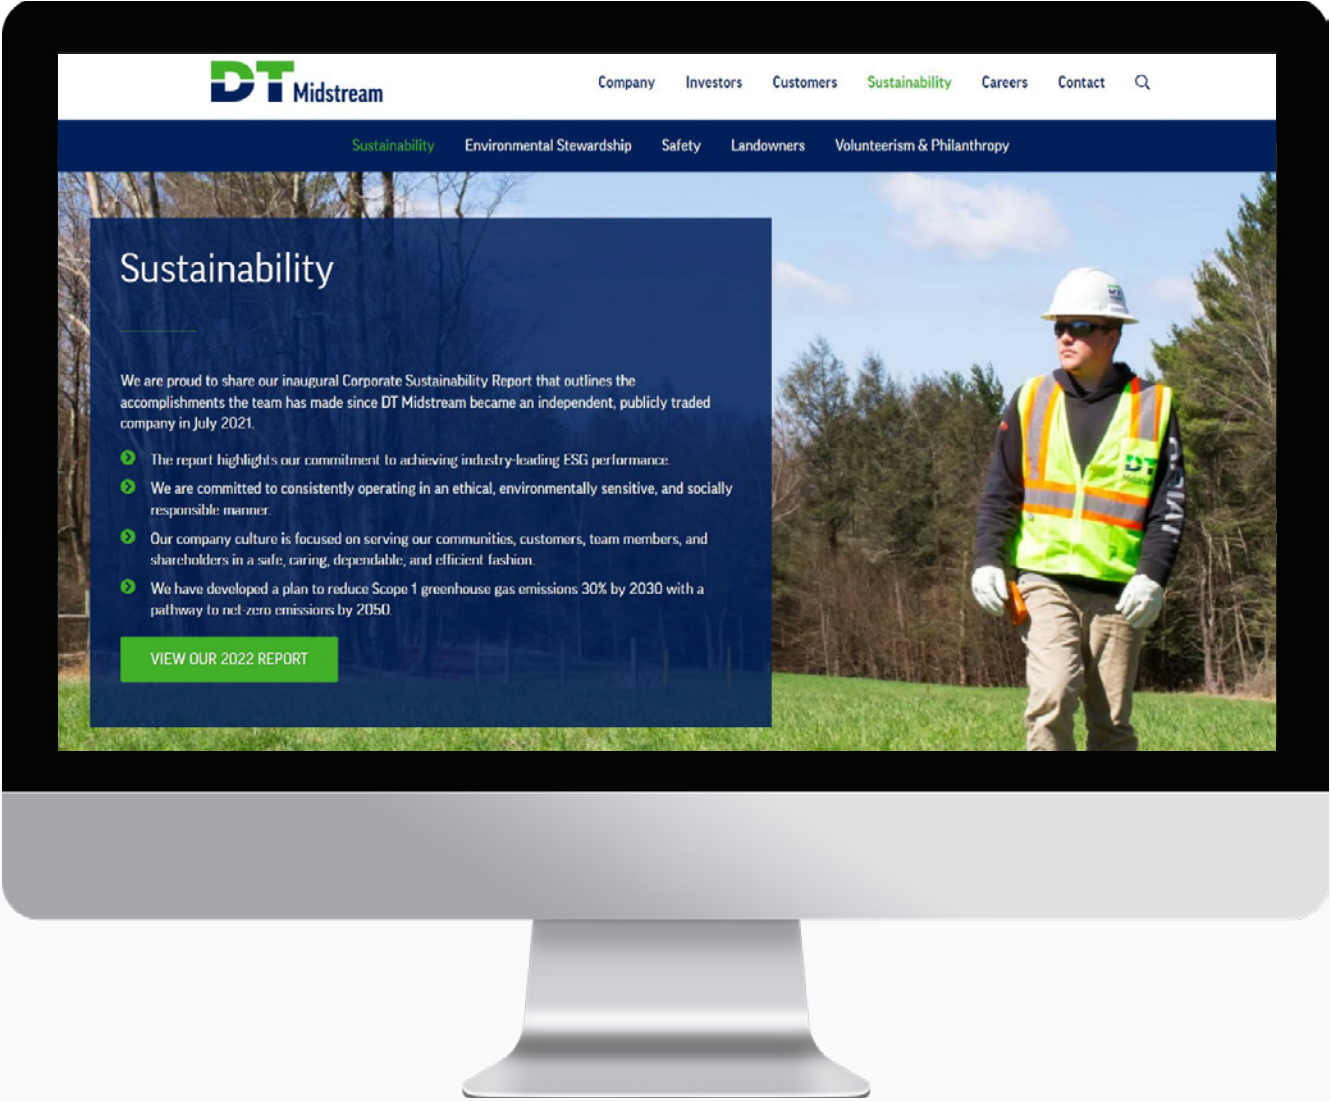 DT Midstream
Company Investors Customers Sustainability Careers Contact
Sustainability Environmental Stewardship Safety Landowners Volunteerism & Philanthropy
Sustainability
We are proud to share our inaugural Corporate Sustainability Report that outlines the
accomplishments the team has made since DT Midstream became an independent, publicly traded
company in July 2021.
The report highlights our commitment to achieving industry-leading ESG performance.
We are committed to consistently operating in an ethical, environmentally sensitive, and socially
responsible manner.
Our company culture is focused on serving our communities, customers, team members, and
shareholders in a safe, caring, dependable, and efficient fashion.
We have developed a plan to reduce Scope 1 greenhouse gas emissions 30% by 2030 with a
pathway to net-zero emissions by 2050.
VIEW OUR 2022 REPORT
DT
DT